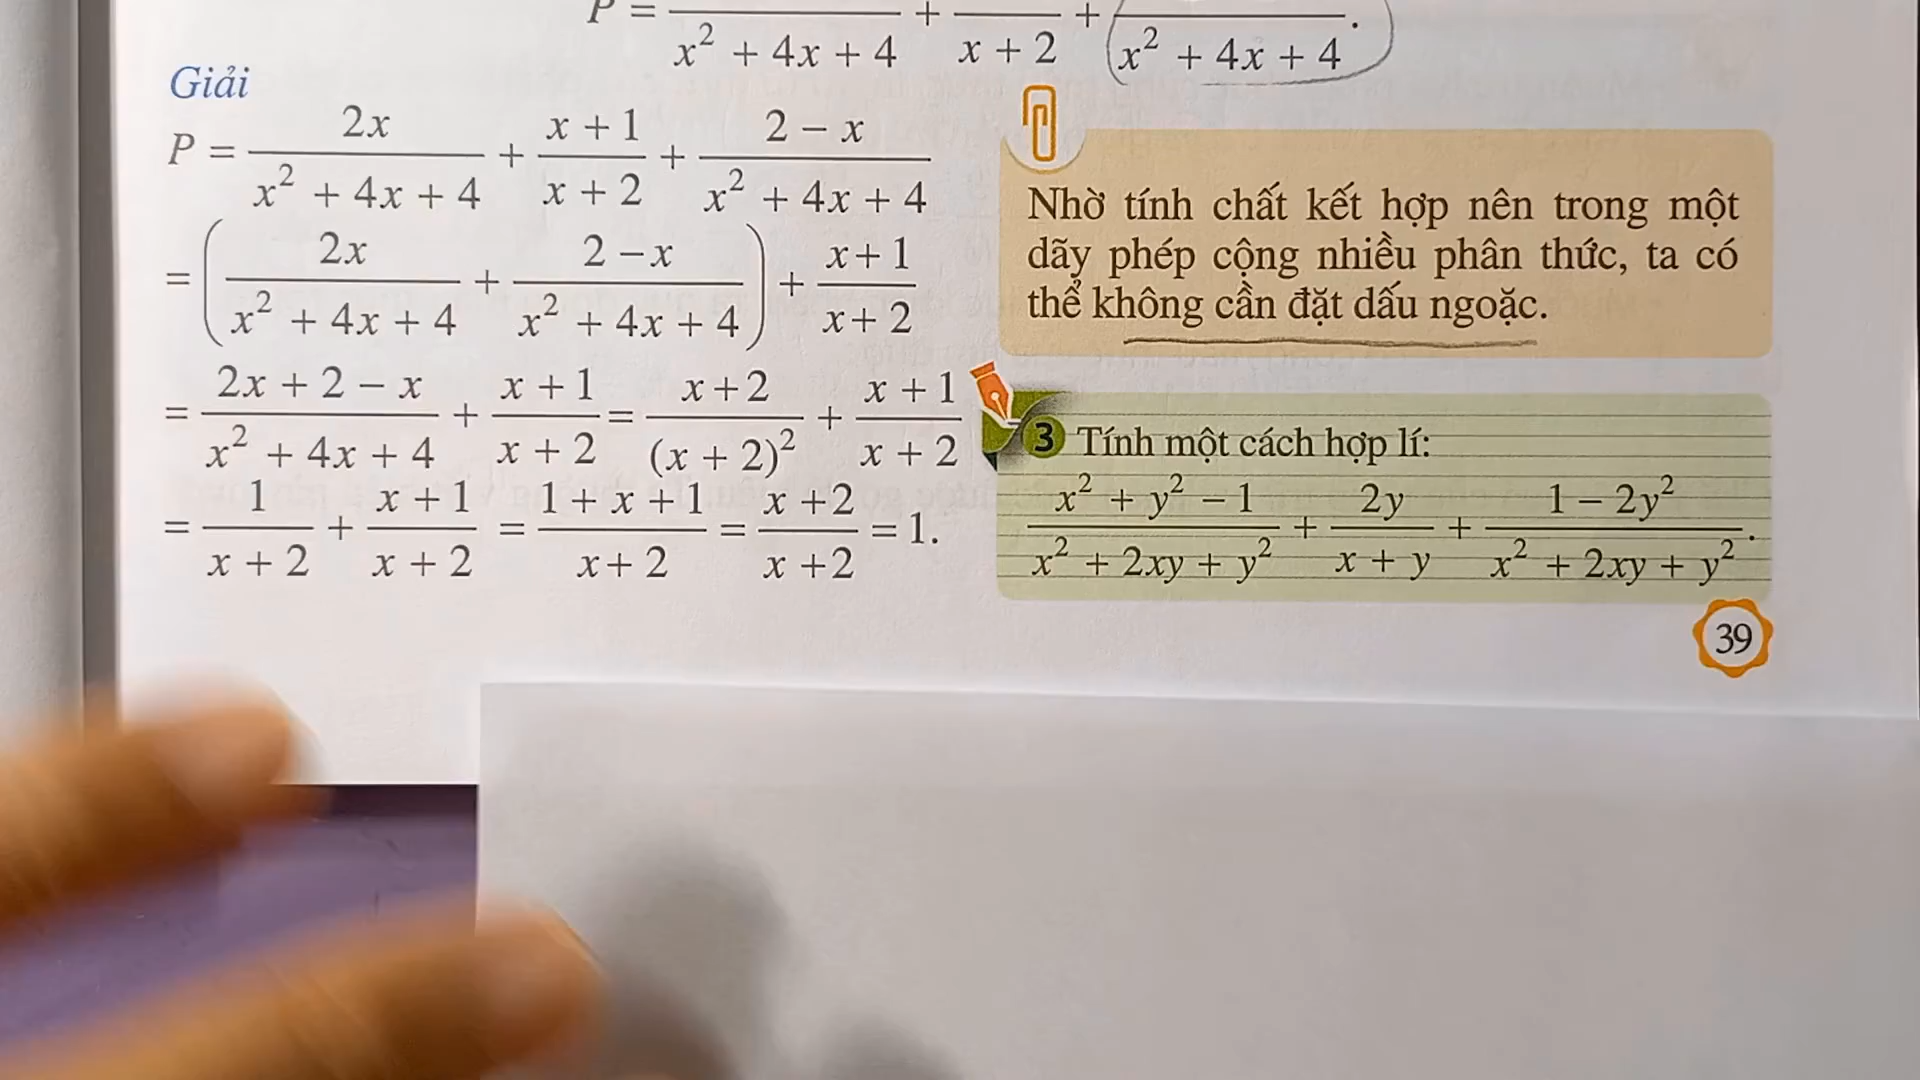 P = —— / (x² + 4x + 4) + —— / (x + 2) + —— / (x² + 4x + 4).
Giải
P = 2x / (x² + 4x + 4) + (x + 1) / (x + 2) + (2 − x) / (x² + 4x + 4)
= (2x / (x² + 4x + 4) + (2 − x) / (x² + 4x + 4)) + (x + 1) / (x + 2)
= (2x + 2 − x) / (x² + 4x + 4) + (x + 1) / (x + 2) = (x + 2) / (x + 2)² + (x + 1) / (x + 2)
= 1 / (x + 2) + (x + 1) / (x + 2) = (1 + x + 1) / (x + 2) = (x + 2) / (x + 2) = 1.
Nhờ tính chất kết hợp nên trong một
dãy phép cộng nhiều phân thức, ta có
thể không cần đặt dấu ngoặc.
3 Tính một cách hợp lí:
(x² + y² − 1) / (x² + 2xy + y²) + 2y / (x + y) + (1 − 2y²) / (x² + 2xy + y²).
39